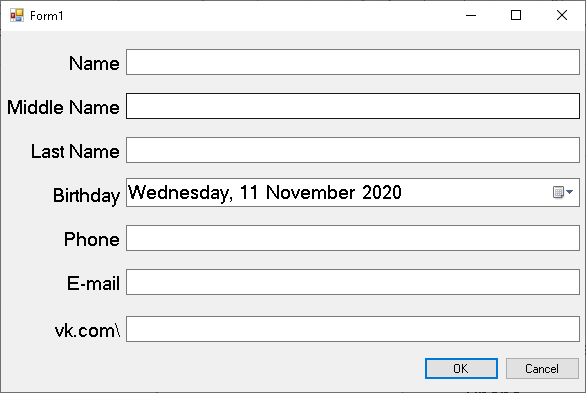 Form1
Name
Middle Name
Last Name
Birthday Wednesday, 11 November 2020
Phone
E-mail
vk.com\
OK Cancel